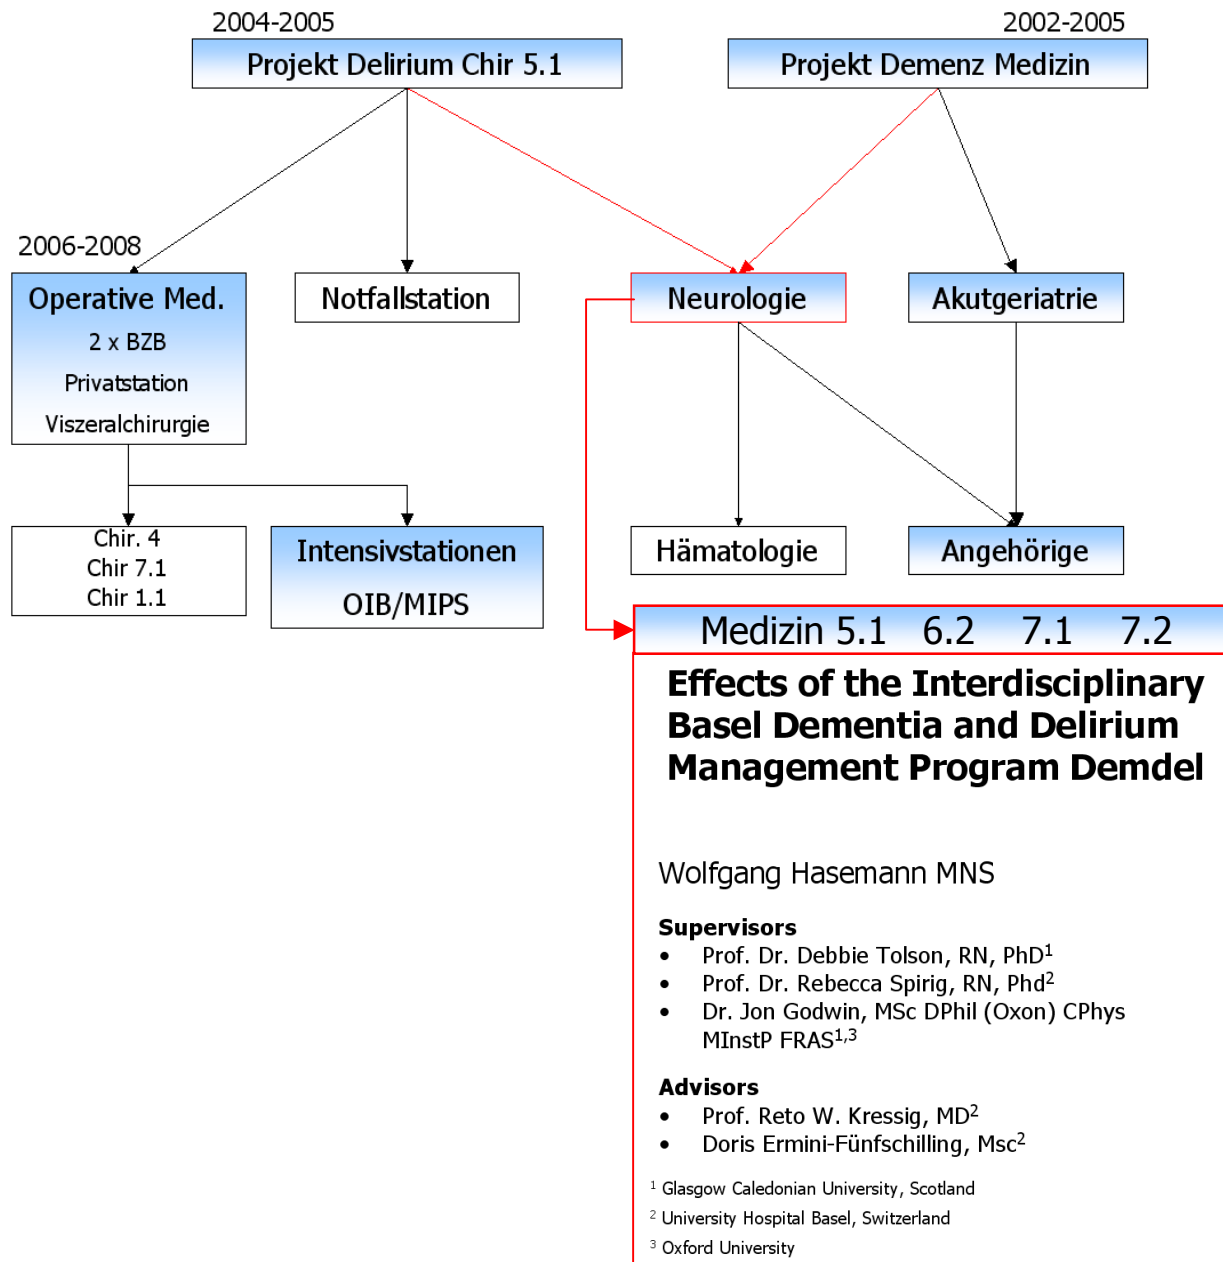 2004-2005
2002-2005
Projekt Delirium Chir 5.1
Projekt Demenz Medizin
2006-2008
Operative Med.
2 x BZB
Privatstation
Viszeralchirurgie
Notfallstation
Neurologie
Akutgeriatrie
Chir. 4
Chir 7.1
Chir 1.1
Intensivstationen
OIB/MIPS
Hämatologie
Angehörige
Medizin 5.1 6.2 7.1 7.2
Effects of the Interdisciplinary
Basel Dementia and Delirium
Management Program Demdel
Wolfgang Hasemann MNS
Supervisors
• Prof. Dr. Debbie Tolson, RN, PhD¹
• Prof. Dr. Rebecca Spirig, RN, Phd²
• Dr. Jon Godwin, MSc DPhil (Oxon) CPhys
MInstP FRAS¹,³
Advisors
• Prof. Reto W. Kressig, MD²
• Doris Ermini-Fünfschilling, Msc²
¹ Glasgow Caledonian University, Scotland
² University Hospital Basel, Switzerland
³ Oxford University